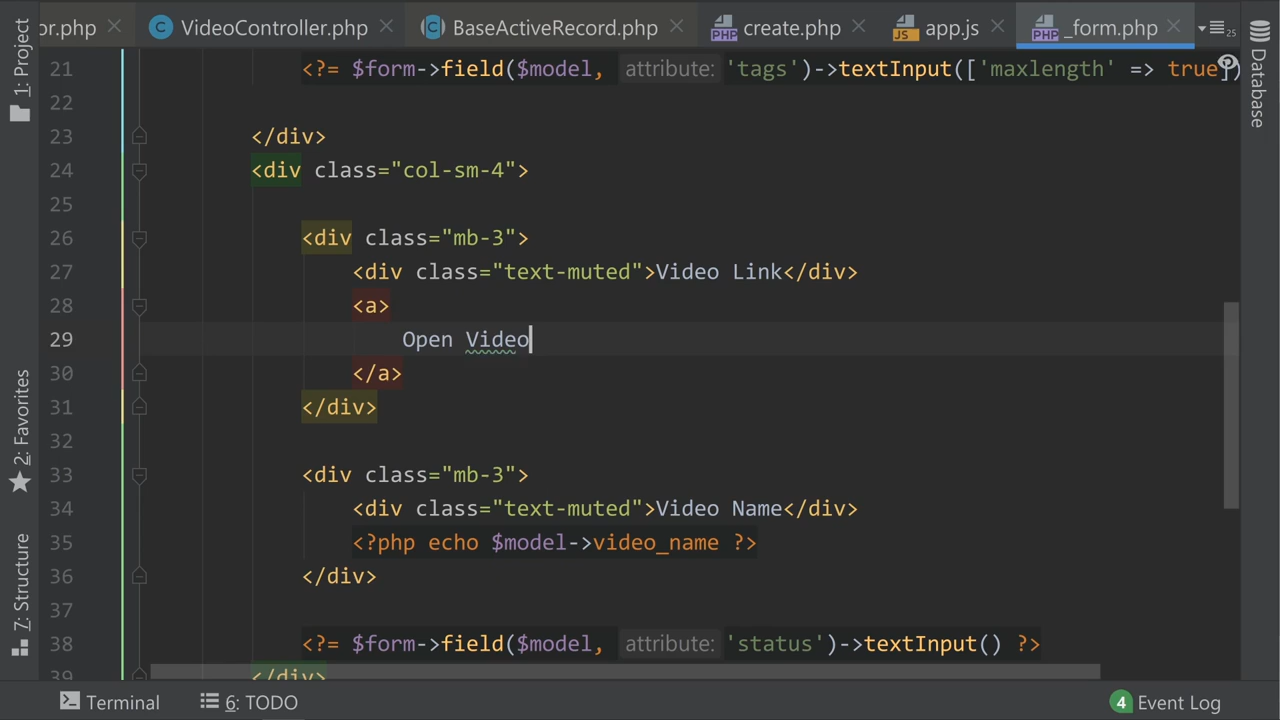 or.php
VideoController.php
BaseActiveRecord.php
create.php
app.js
_form.php
25
1: Project
2: Favorites
7: Structure
Database
21 <?= $form->field($model, attribute: 'tags')->textInput(['maxlength' => true])
22
23 </div>
24 <div class="col-sm-4">
25
26 <div class="mb-3">
27 <div class="text-muted">Video Link</div>
28 <a>
29 Open Video
30 </a>
31 </div>
32
33 <div class="mb-3">
34 <div class="text-muted">Video Name</div>
35 <?php echo $model->video_name ?>
36 </div>
37
38 <?= $form->field($model, attribute: 'status')->textInput() ?>
39 </div>
Terminal
6: TODO
4 Event Log